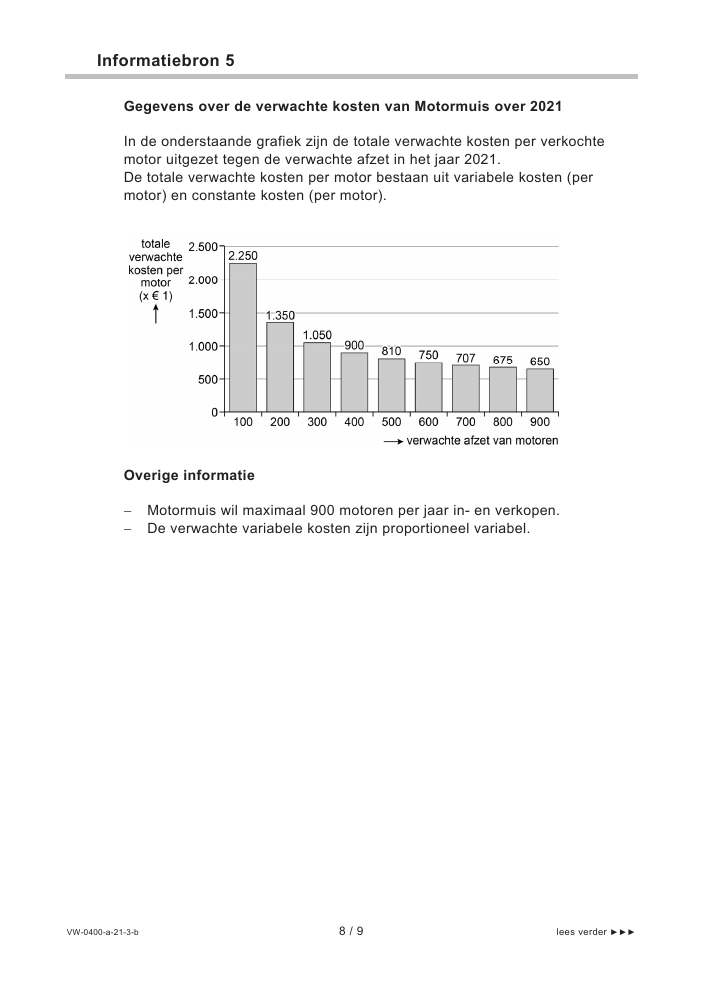 Informatiebron 5
Gegevens over de verwachte kosten van Motormuis over 2021
In de onderstaande grafiek zijn de totale verwachte kosten per verkochte
motor uitgezet tegen de verwachte afzet in het jaar 2021.
De totale verwachte kosten per motor bestaan uit variabele kosten (per
motor) en constante kosten (per motor).
totale
verwachte
kosten per
motor
(x € 1)
2.500
2.000
1.500
1.000
500
0
2.250
1.350
1.050
900
810
750
707
675
650
100 200 300 400 500 600 700 800 900
verwachte afzet van motoren
Overige informatie
– Motormuis wil maximaal 900 motoren per jaar in- en verkopen.
– De verwachte variabele kosten zijn proportioneel variabel.
VW-0400-a-21-3-b 8 / 9 lees verder ►►►